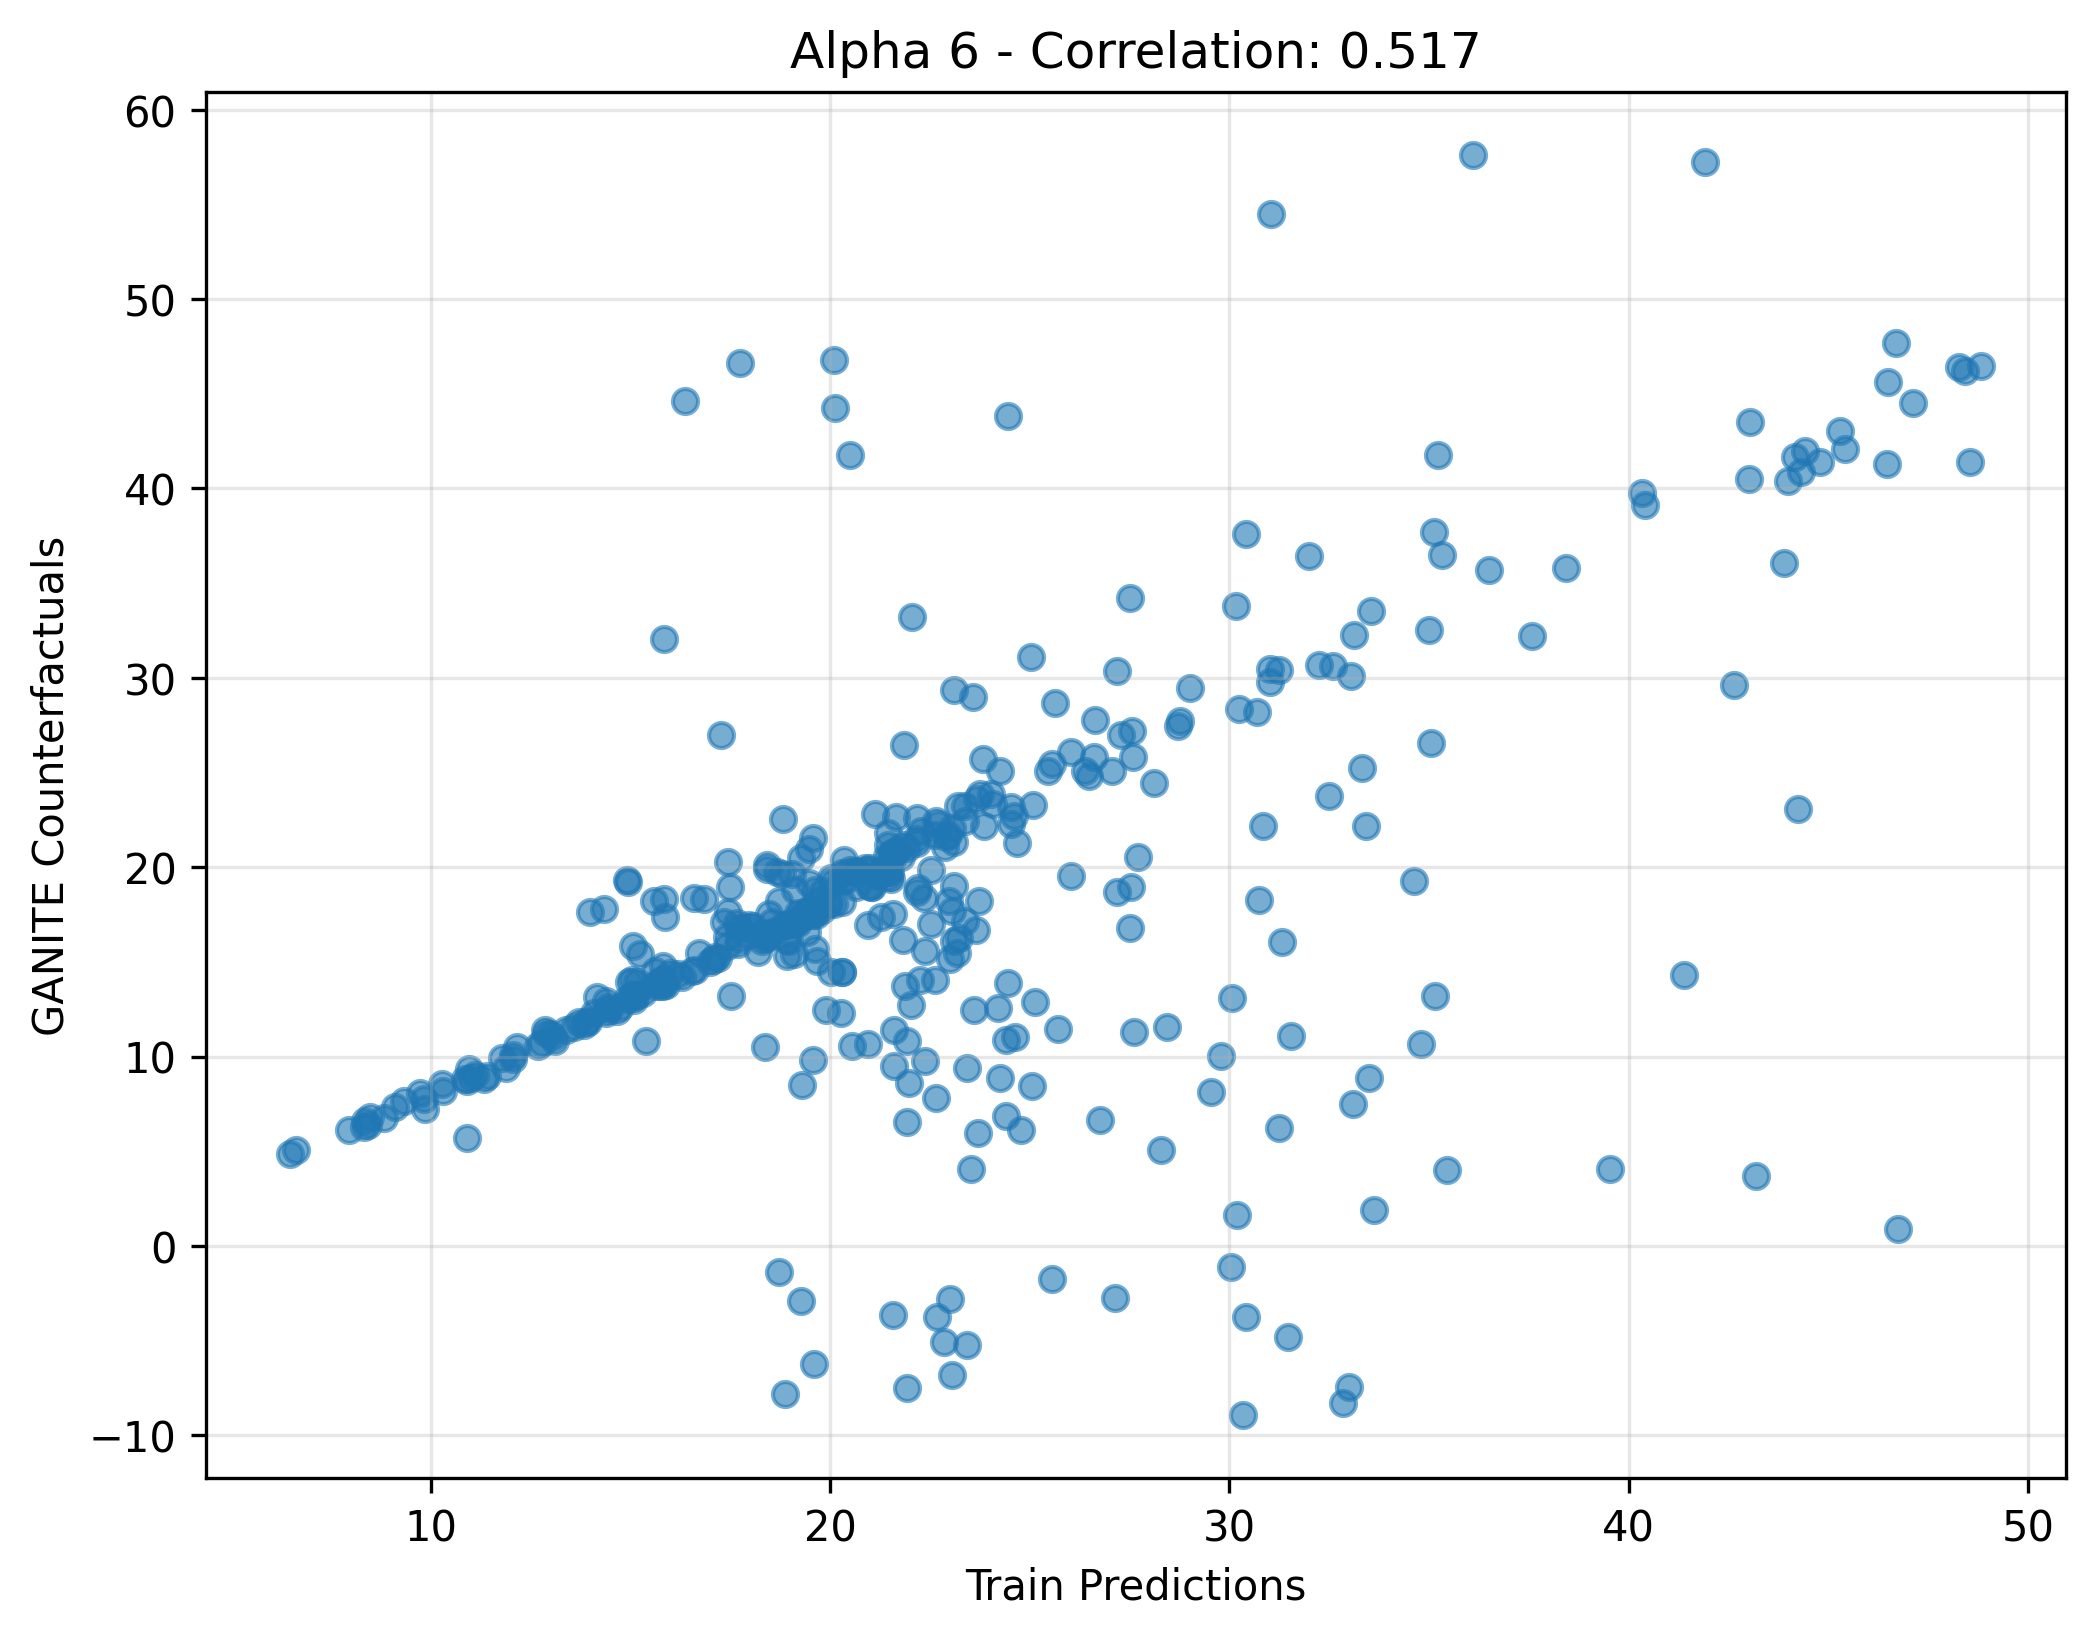 Alpha 6 - Correlation: 0.517
60
50
40
30
20
10
0
−10
GANITE Counterfactuals
10 20 30 40 50
Train Predictions